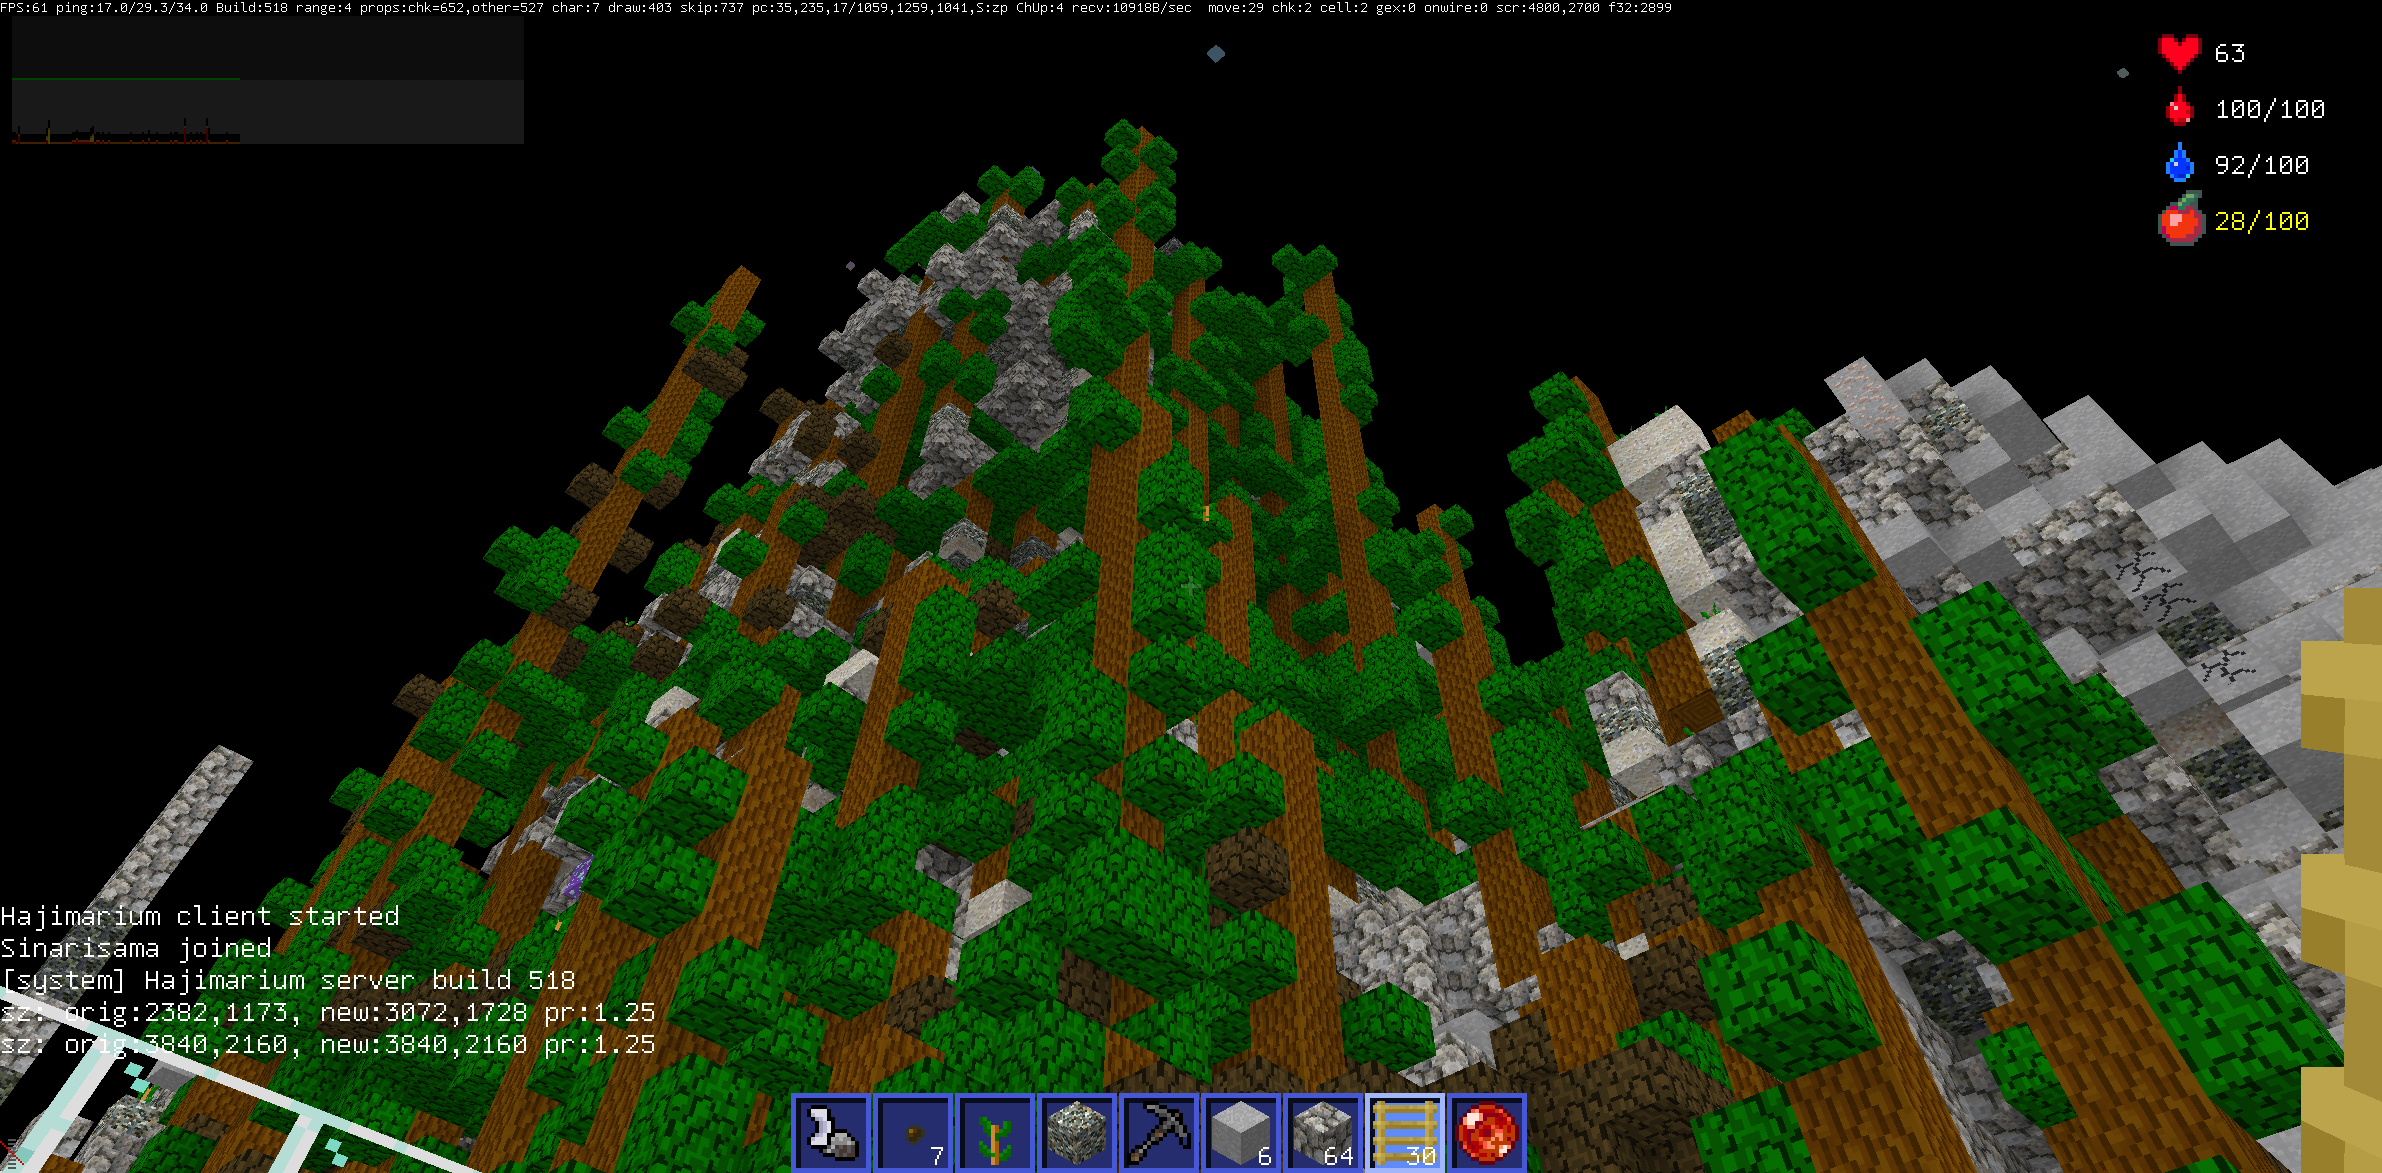 FPS:61 ping:17.0/29.3/34.0 Build:518 range:4 props:chk=652,other=527 char:7 draw:403 skip:737 pc:35,235,17/1059,1259,1041,S:zp ChUp:4 recv:10918B/sec  move:29 chk:2 cell:2 gex:0 onwire:0 scr:4800,2700 f32:2899
63
100/100
92/100
28/100
Hajimarium client started
Sinarisama joined
[system] Hajimarium server build 518
sz: orig:2382,1173, new:3072,1728 pr:1.25
sz: orig:3840,2160, new:3840,2160 pr:1.25
7 6 64 30